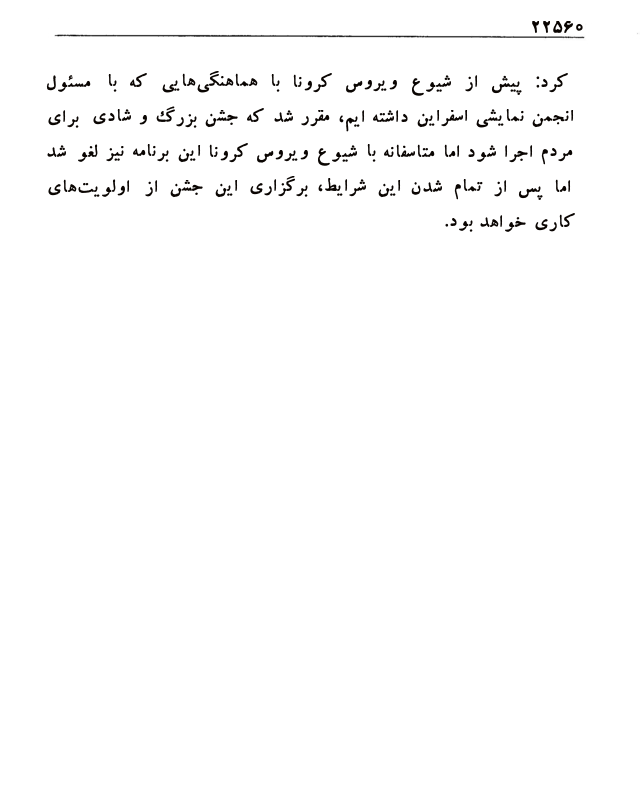 ۲۲۵۶۰
کرد: پیش از شیوع ویروس کرونا با هماهنگی‌هایی که با مسئول
انجمن نمایشی اسفراین داشته ایم، مقرر شد که جشن بزرگ و شادی برای
مردم اجرا شود اما متاسفانه با شیوع ویروس کرونا این برنامه نیز لغو شد
اما پس از تمام شدن این شرایط، برگزاری این جشن از اولویت‌های
کاری خواهد بود.